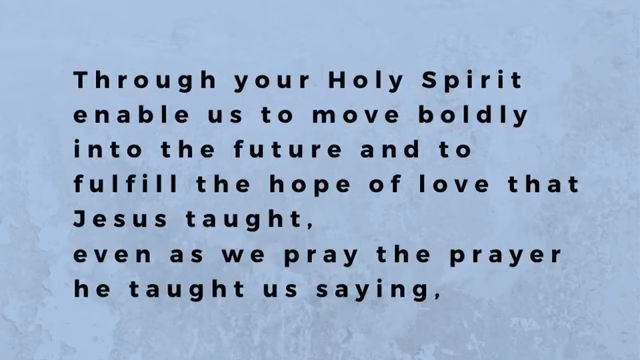 Through your Holy Spirit
enable us to move boldly
into the future and to
fulfill the hope of love that
Jesus taught,
even as we pray the prayer
he taught us saying,